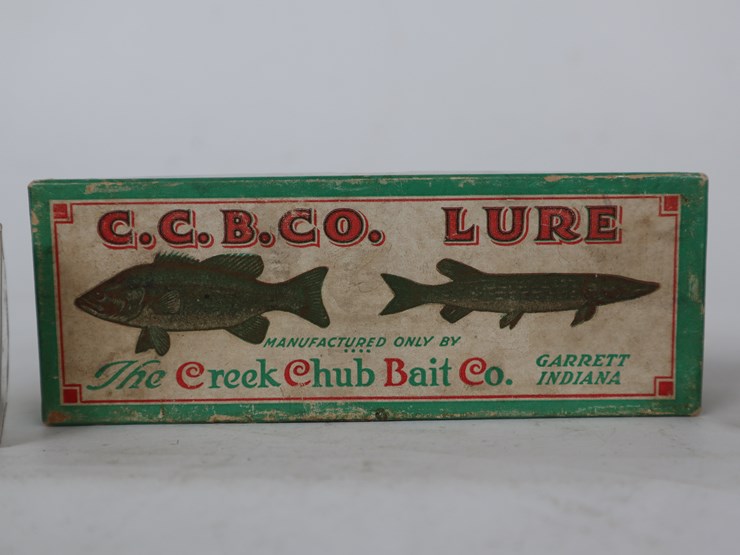 C.C.B.CO. LURE
MANUFACTURED ONLY BY
The Creek Chub Bait Co.
GARRETT
INDIANA